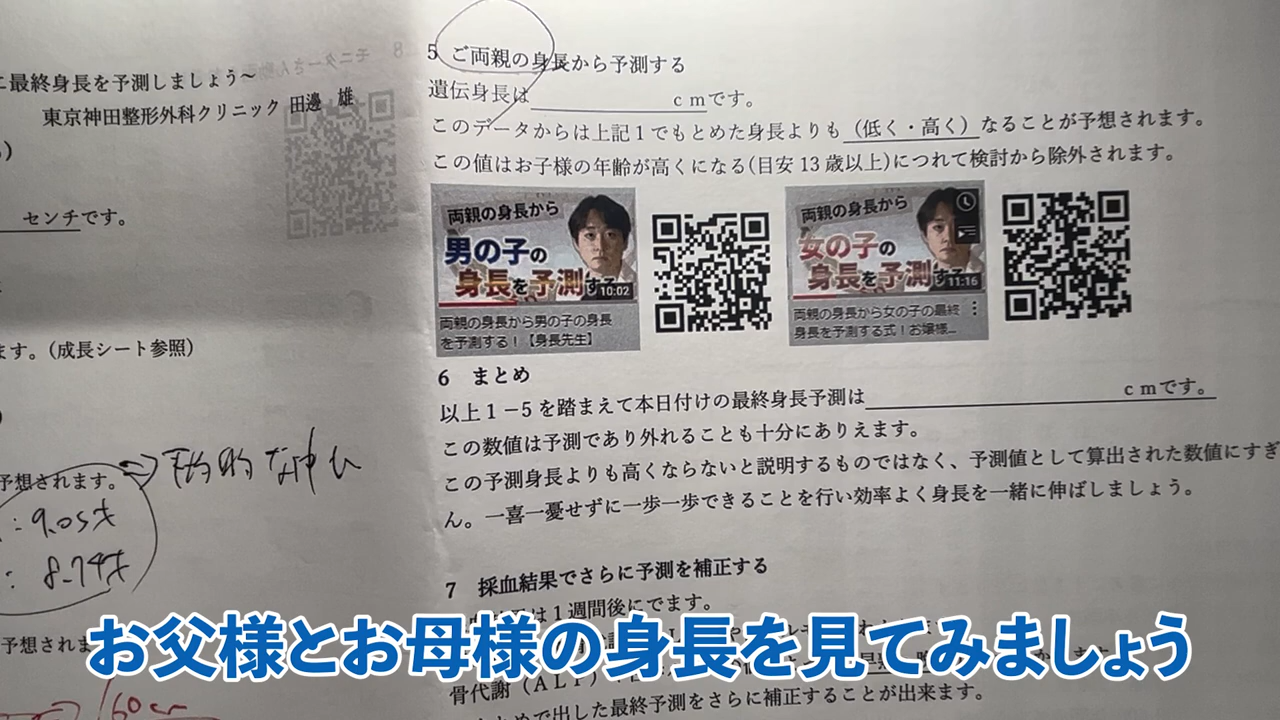 に最終身長を予測しましょう～
東京神田整形外科クリニック 田邊 雄
センチです。
ます。(成長シート参照)
予想されます。
平均的な伸び
: 9.05才
: 8.74才
予想されま
160cm
5 ご両親の身長から予測する
遺伝身長は ｃｍです。
このデータからは上記１でもとめた身長よりも（低く・高く）なることが予想されます。
この値はお子様の年齢が高くになる(目安 13 歳以上)につれて検討から除外されます。
両親の身長から
男の子の
身長を予測する
10:02
両親の身長から男の子の身長
を予測する！【身長先生】
両親の身長から
女の子の
身長を予測する
11:16
両親の身長から女の子の最終
身長を予測する式！お嬢様...
6 まとめ
以上１－５を踏まえて本日付けの最終身長予測は ｃｍです。
この数値は予測であり外れることも十分にありえます。
この予測身長よりも高くならないと説明するものではなく、予測値として算出された数値にすぎ
ん。一喜一憂せずに一歩一歩できることを行い効率よく身長を一緒に伸ばしましょう。
7 採血結果でさらに予測を補正する
は１週間後にでます。
骨代謝（ＡＬＰ）
で出した最終予測をさらに補正することが出来ます。
お父様とお母様の身長を見てみましょう